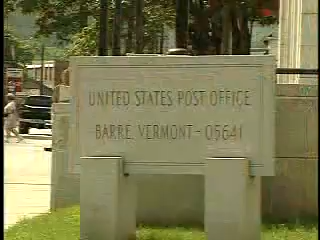 UNITED STATES POST OFFICE
BARRE, VERMONT - 05641